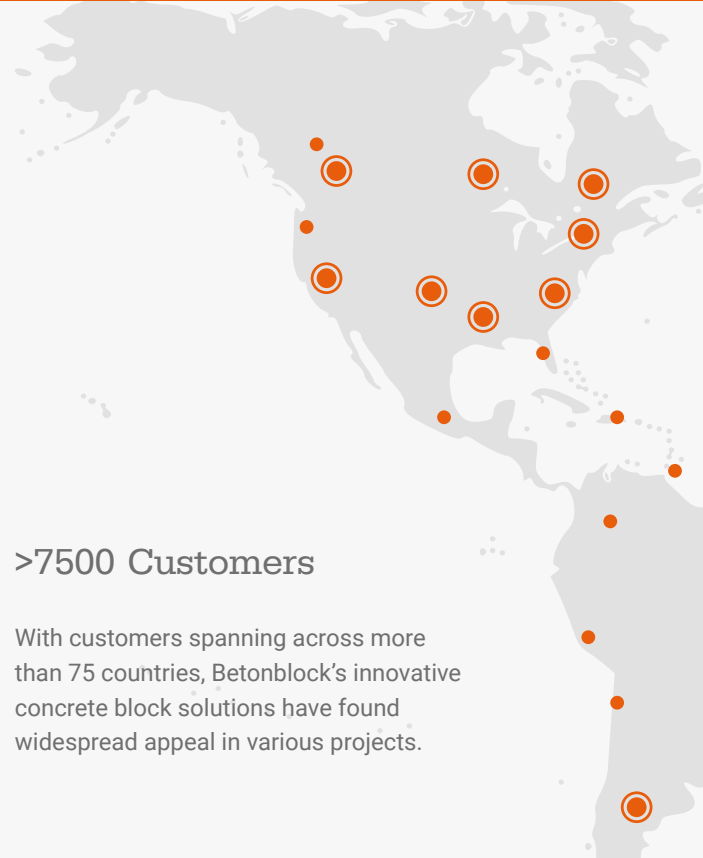 >7500 Customers
With customers spanning across more
than 75 countries, Betonblock’s innovative
concrete block solutions have found
widespread appeal in various projects.